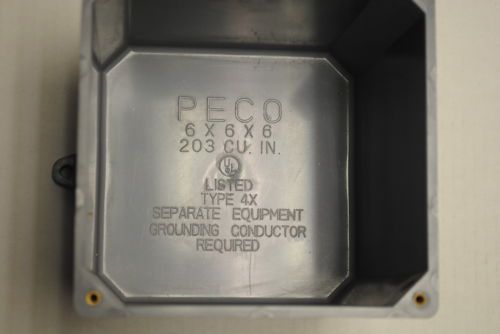 PECO
6 X 6 X 6
203 CU. IN.
UL
LISTED
TYPE 4X
SEPARATE EQUIPMENT
GROUNDING CONDUCTOR
REQUIRED